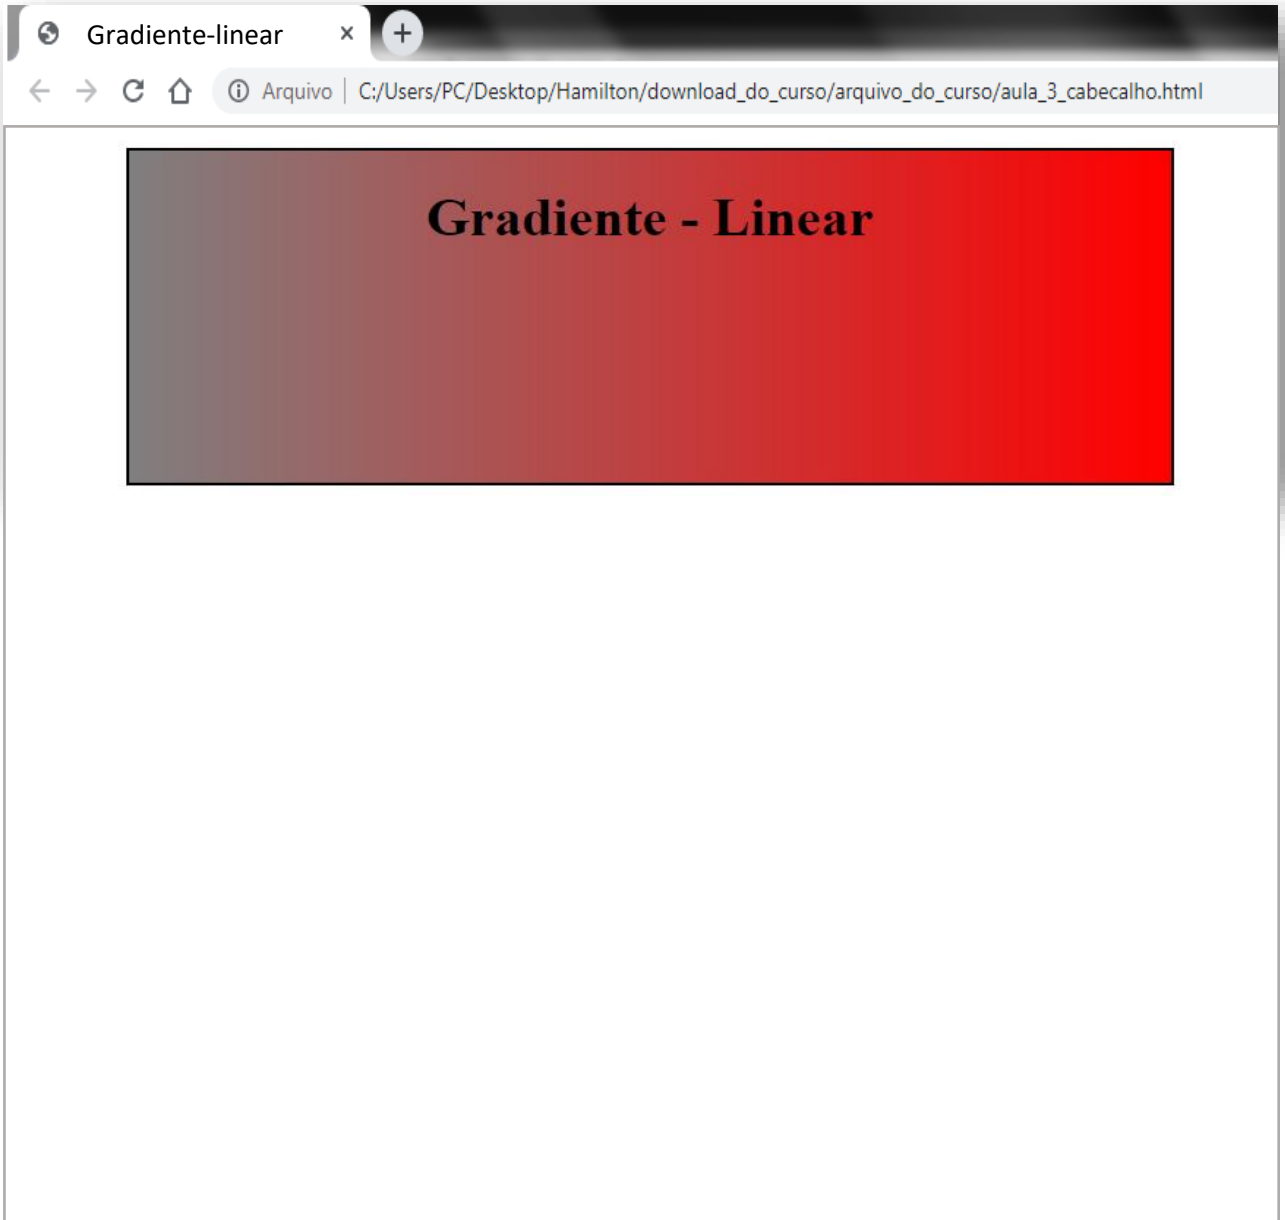 Gradiente-linear
Arquivo | C:/Users/PC/Desktop/Hamilton/download_do_curso/arquivo_do_curso/aula_3_cabecalho.html
Gradiente - Linear